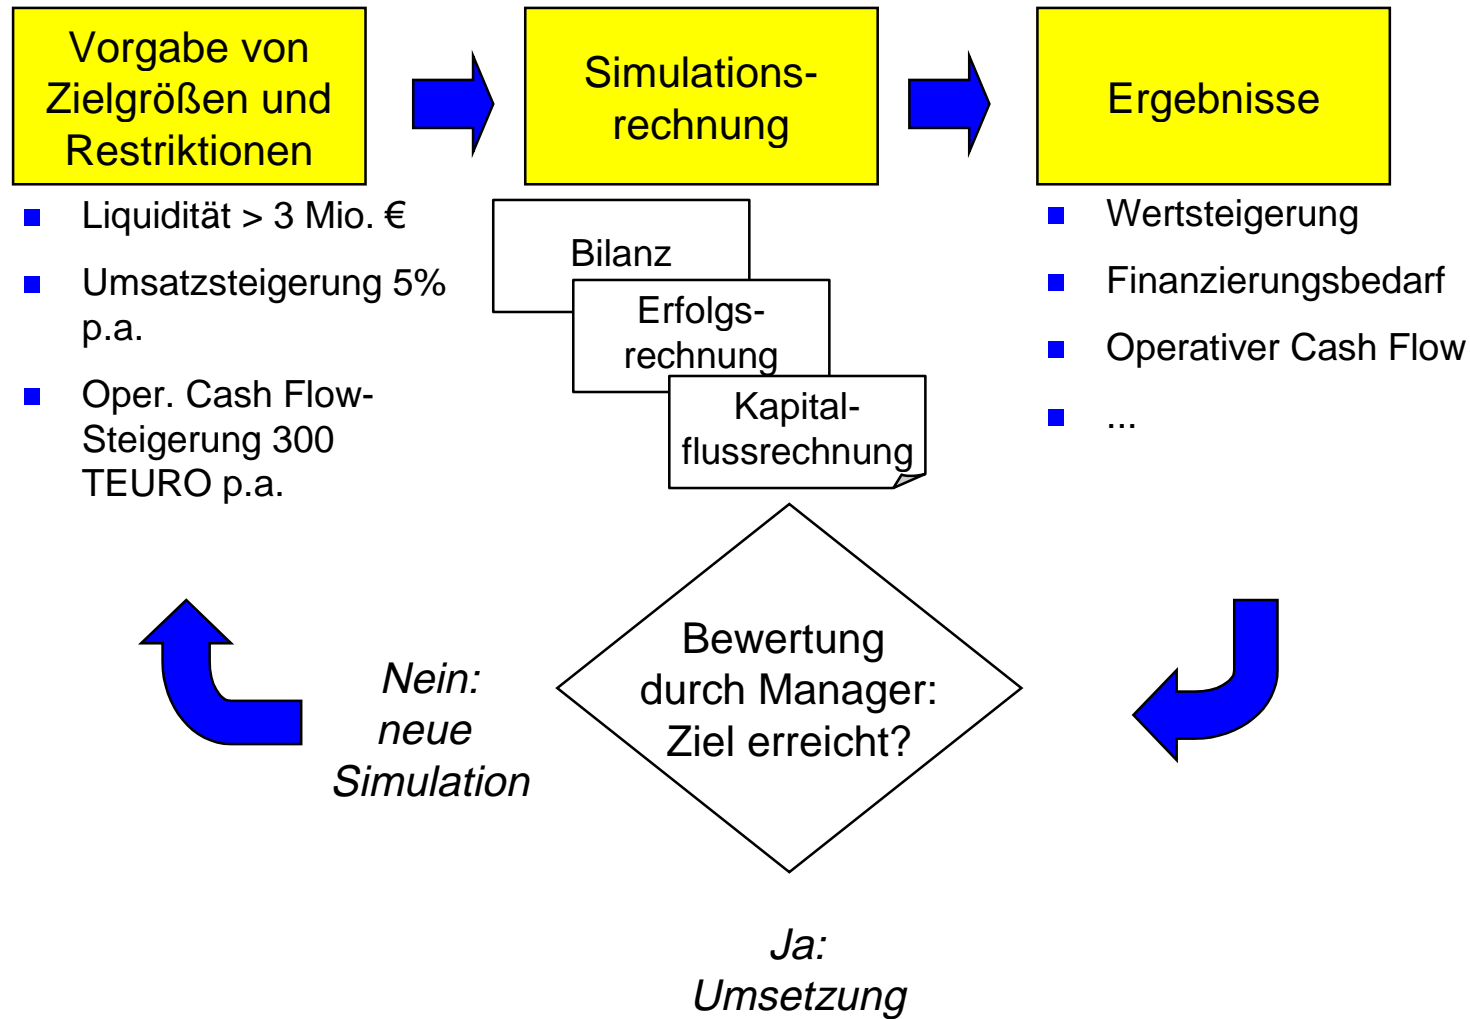 Vorgabe von
Zielgrößen und
Restriktionen
Simulations-
rechnung
Ergebnisse
Liquidität > 3 Mio. €
Umsatzsteigerung 5%
p.a.
Oper. Cash Flow-
Steigerung 300
TEURO p.a.
Bilanz
Erfolgs-
rechnung
Kapital-
flussrechnung
Wertsteigerung
Finanzierungsbedarf
Operativer Cash Flow
...
Bewertung
durch Manager:
Ziel erreicht?
Nein:
neue
Simulation
Ja:
Umsetzung